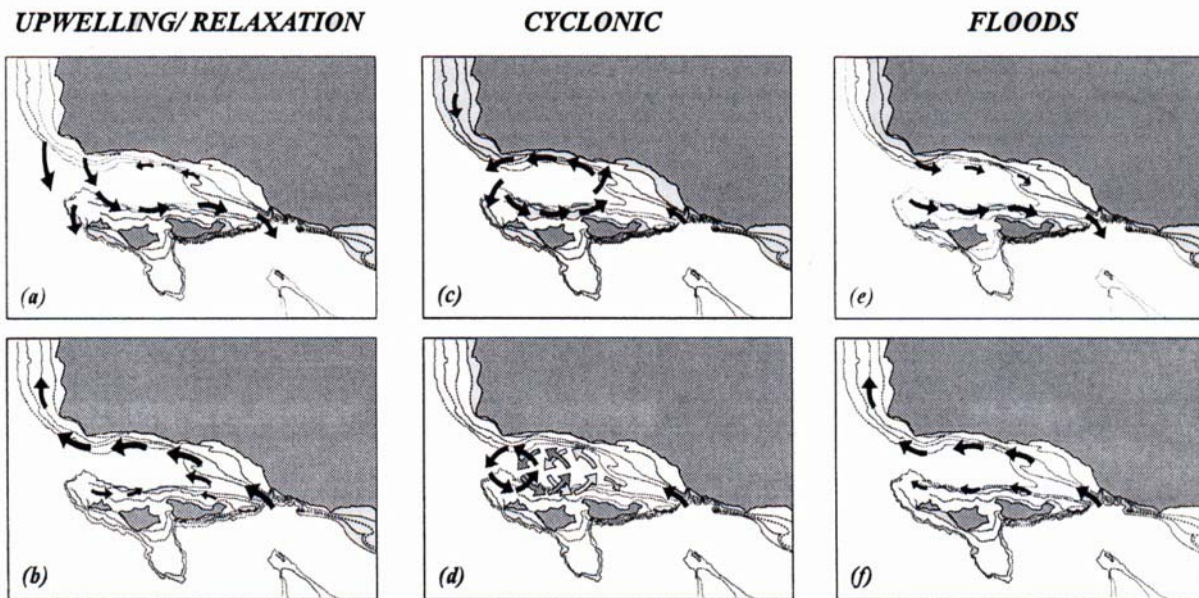 UPWELLING/ RELAXATION
CYCLONIC
FLOODS
(a)
(c)
(e)
(b)
(d)
(f)